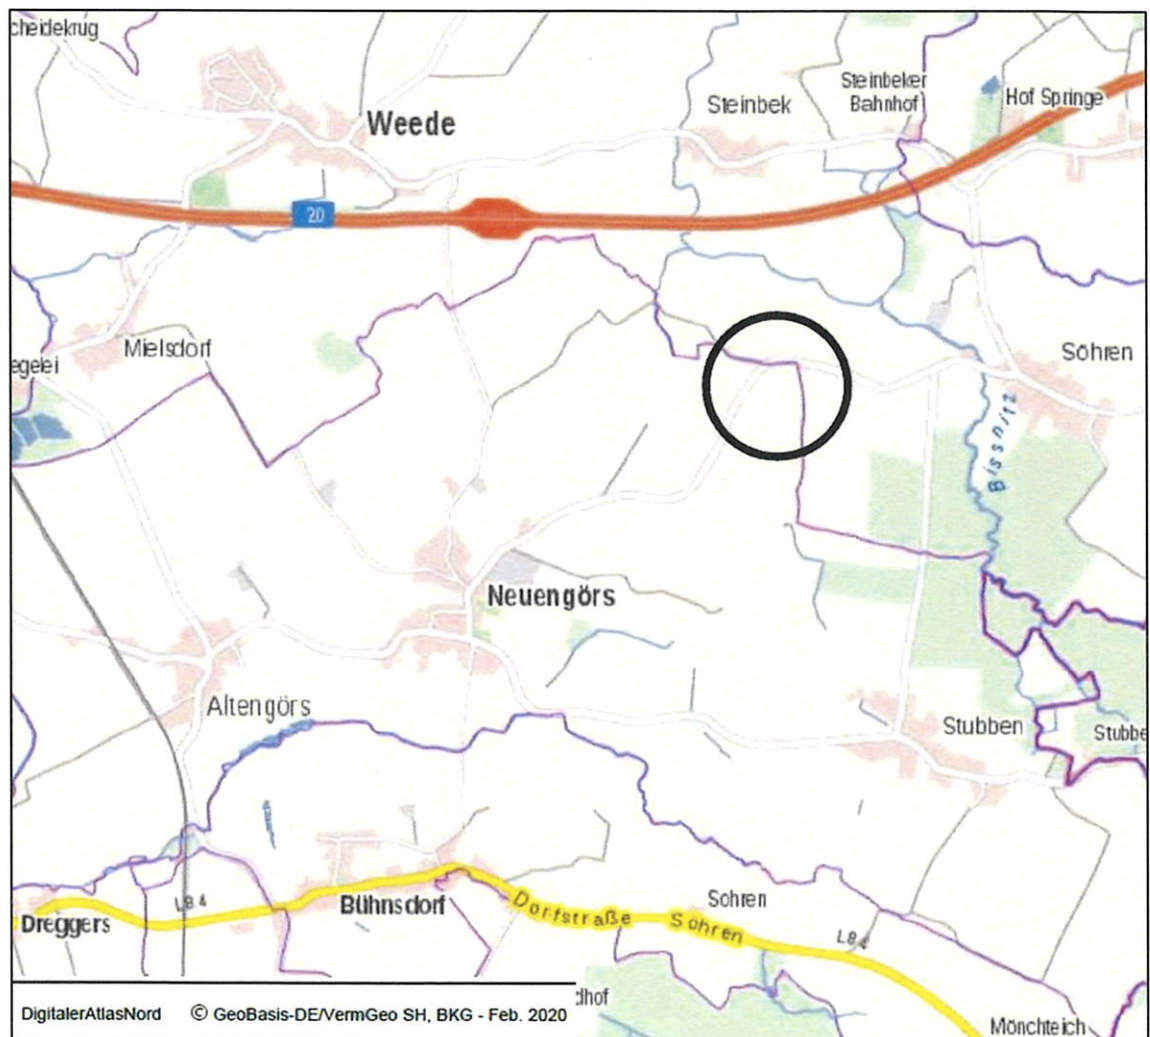 cheidekrug
Steinbeker
Bahnhof
Hof Springe
Steinbek
Weede
20
Mielsdorf
egelei
Söhren
Bissnitz
Neuengörs
Altengörs
Stubben
Stubbe
Bühnsdorf
Dreggers
L84
Dorfstraße
Sohren
Sohren
L84
dhof
Mönchteich
DigitalerAtlasNord © GeoBasis-DE/VermGeo SH, BKG - Feb. 2020